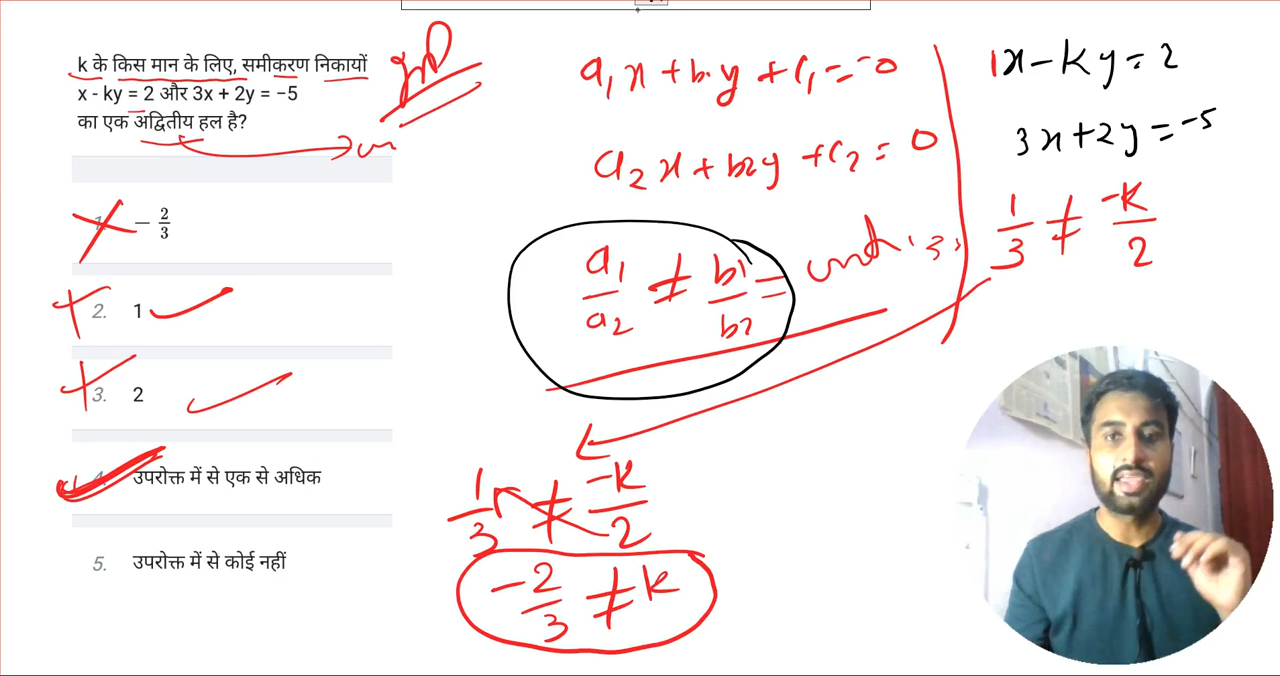 k के किस मान के लिए, समीकरण निकायों
x - ky = 2 और 3x + 2y = −5
का एक अद्वितीय हल है?
1. − 2/3
2. 1
3. 2
4. उपरोक्त में से एक से अधिक
5. उपरोक्त में से कोई नहीं
a₁x + b₁y + c₁ = 0
a₂x + b₂y + c₂ = 0
a₁/a₂ ≠ b₁/b₂ =
1x - ky = 2
3x + 2y = -5
1/3 ≠ -k/2
1/3 ≠ -k/2
-2/3 ≠ k